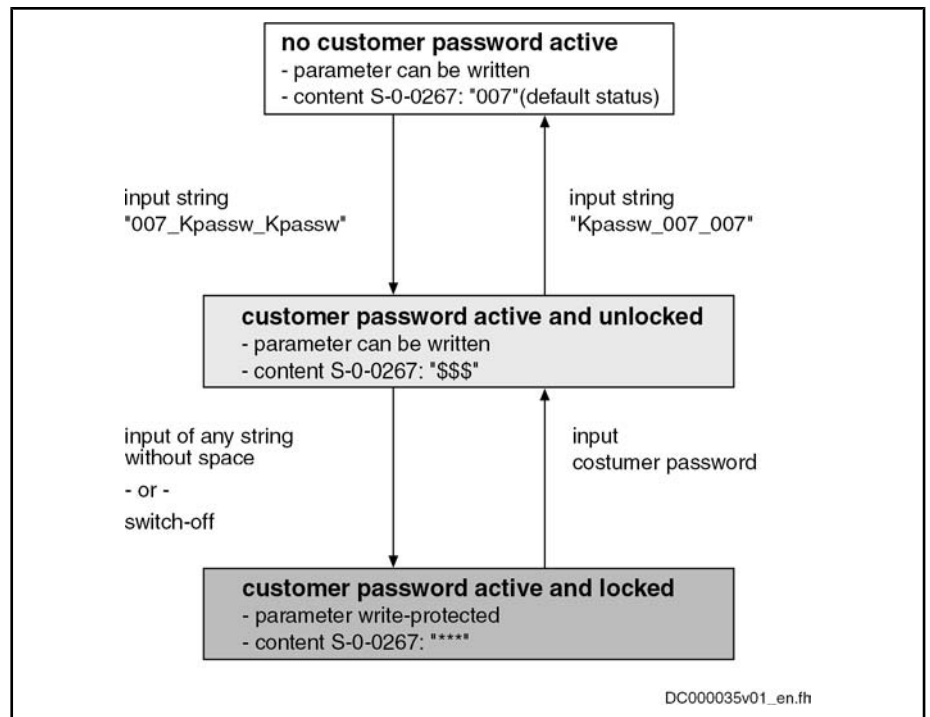 no customer password active
- parameter can be written
- content S-0-0267: "007"(default status)
input string
"007_Kpassw_Kpassw"
input string
"Kpassw_007_007"
customer password active and unlocked
- parameter can be written
- content S-0-0267: "$$$"
input of any string
without space
- or -
switch-off
input
costumer password
customer password active and locked
- parameter write-protected
- content S-0-0267: "***"
DC000035v01_en.fh